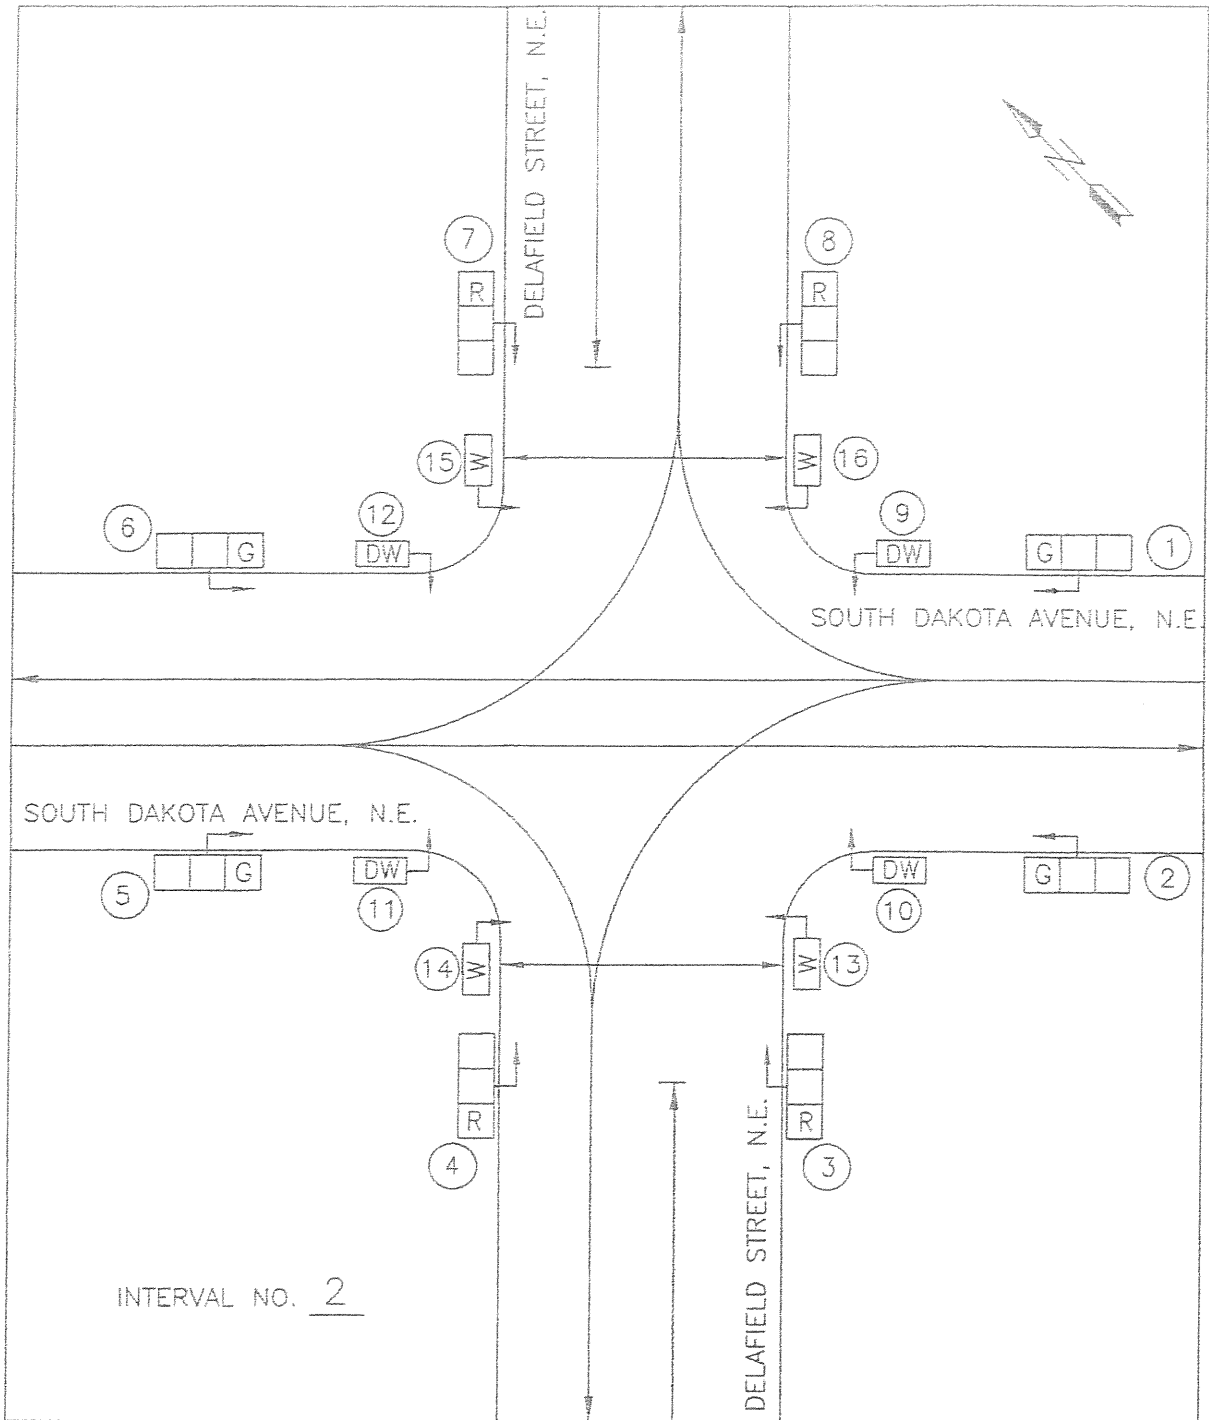 DELAFIELD STREET, N.E.
N
7
8
R
R
15
W
W
16
6
G
12
DW
9
DW
G
1
SOUTH DAKOTA AVENUE, N.E.
SOUTH DAKOTA AVENUE, N.E.
5
G
DW
11
DW
10
G
2
14
W
W
13
R
4
R
3
DELAFIELD STREET, N.E.
INTERVAL NO. 2